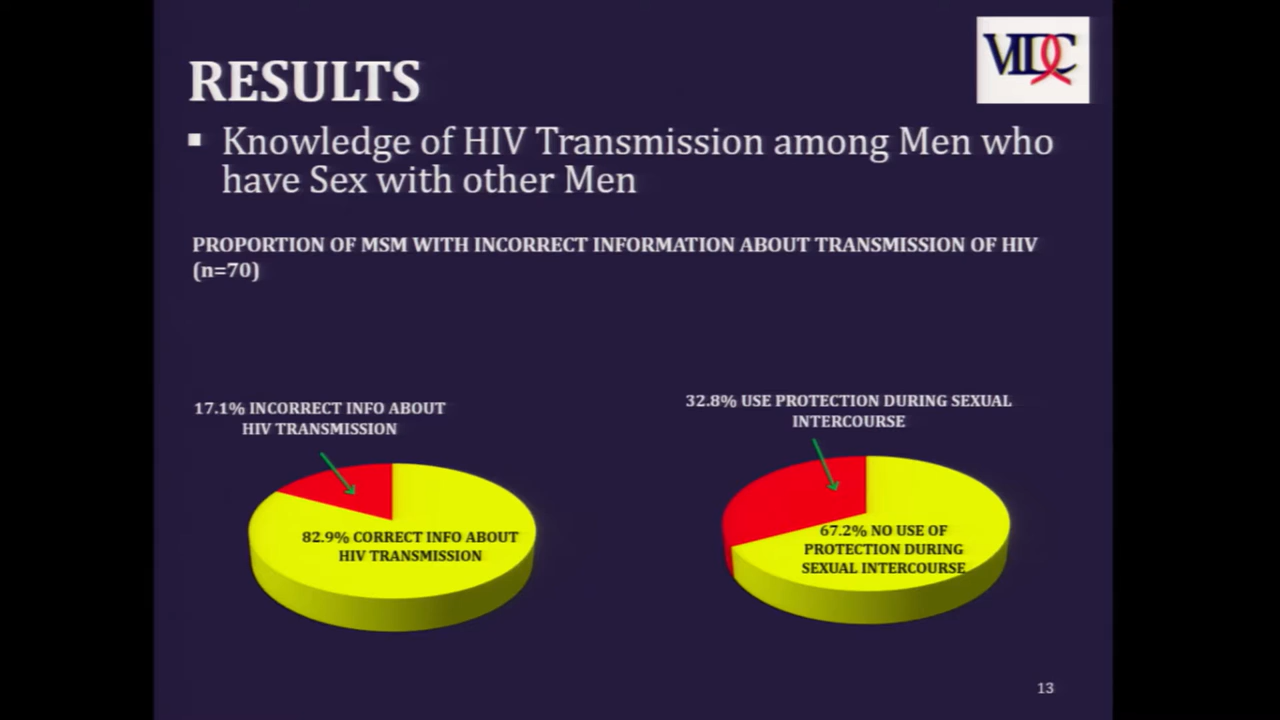 VIDC
RESULTS
▪ Knowledge of HIV Transmission among Men who
have Sex with other Men
PROPORTION OF MSM WITH INCORRECT INFORMATION ABOUT TRANSMISSION OF HIV
(n=70)
17.1% INCORRECT INFO ABOUT
HIV TRANSMISSION
82.9% CORRECT INFO ABOUT
HIV TRANSMISSION
32.8% USE PROTECTION DURING SEXUAL
INTERCOURSE
67.2% NO USE OF
PROTECTION DURING
SEXUAL INTERCOURSE
13